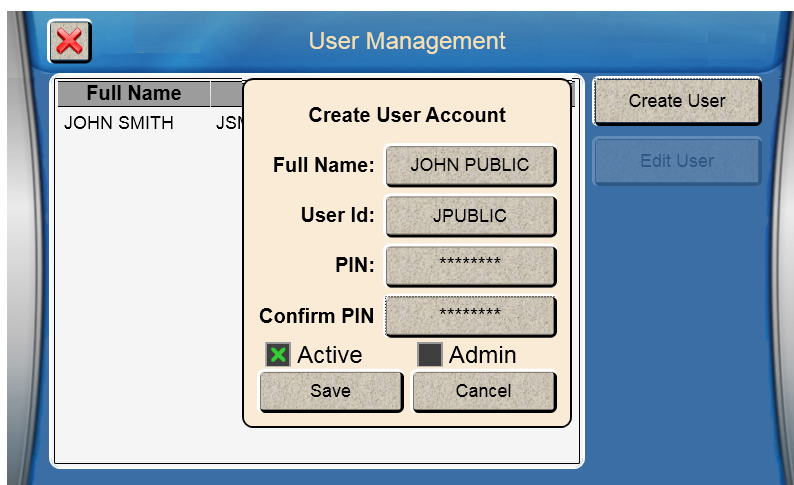 User Management
Full Name
JOHN SMITH
Create User
Edit User
Create User Account
Full Name: JOHN PUBLIC
User Id: JPUBLIC
PIN: ********
Confirm PIN ********
Active Admin
Save Cancel